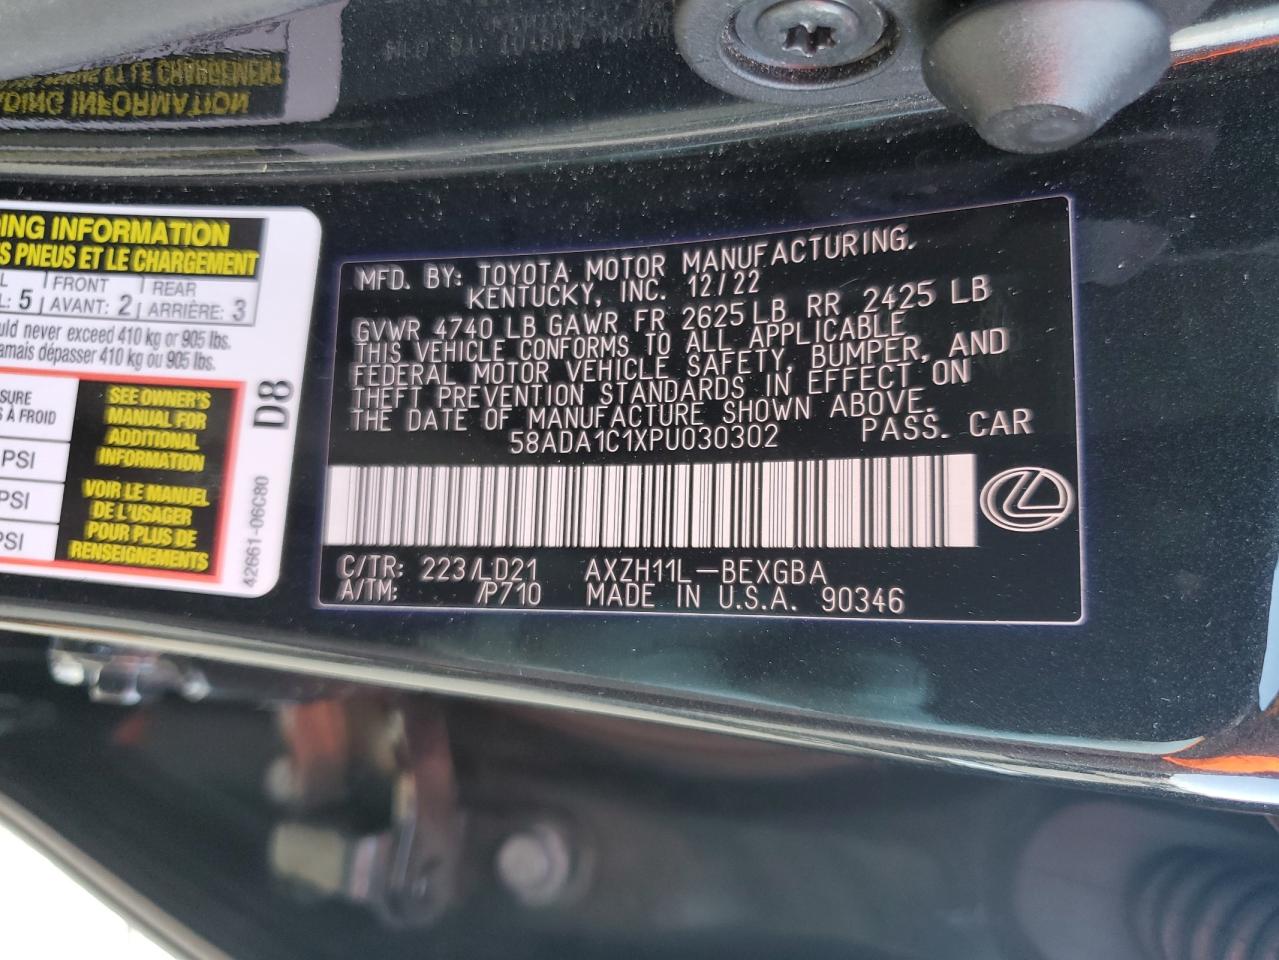 DING INFORMATION
S PNEUS ET LE CHARGEMENT
FRONT REAR
: 5 AVANT: 2 ARRIÈRE: 3
uld never exceed 410 kg or 905 lbs.
amais dépasser 410 kg ou 905 lbs.
SURE
S À FROID
PSI
PSI
PSI
SEE OWNER'S
MANUAL FOR
ADDITIONAL
INFORMATION
VOIR LE MANUEL
DE L'USAGER
POUR PLUS DE
RENSEIGNEMENTS
D8
42661-06C80
MFD. BY: TOYOTA MOTOR MANUFACTURING.
KENTUCKY, INC. 12/22
GVWR 4740 LB GAWR FR 2625 LB RR 2425 LB
THIS VEHICLE CONFORMS TO ALL APPLICABLE
FEDERAL MOTOR VEHICLE SAFETY, BUMPER, AND
THEFT PREVENTION STANDARDS IN EFFECT ON
THE DATE OF MANUFACTURE SHOWN ABOVE.
58ADA1C1XPU030302 PASS. CAR
C/TR: 223/LD21 AXZH11L-BEXGBA
A/TM: /P710 MADE IN U.S.A. 90346